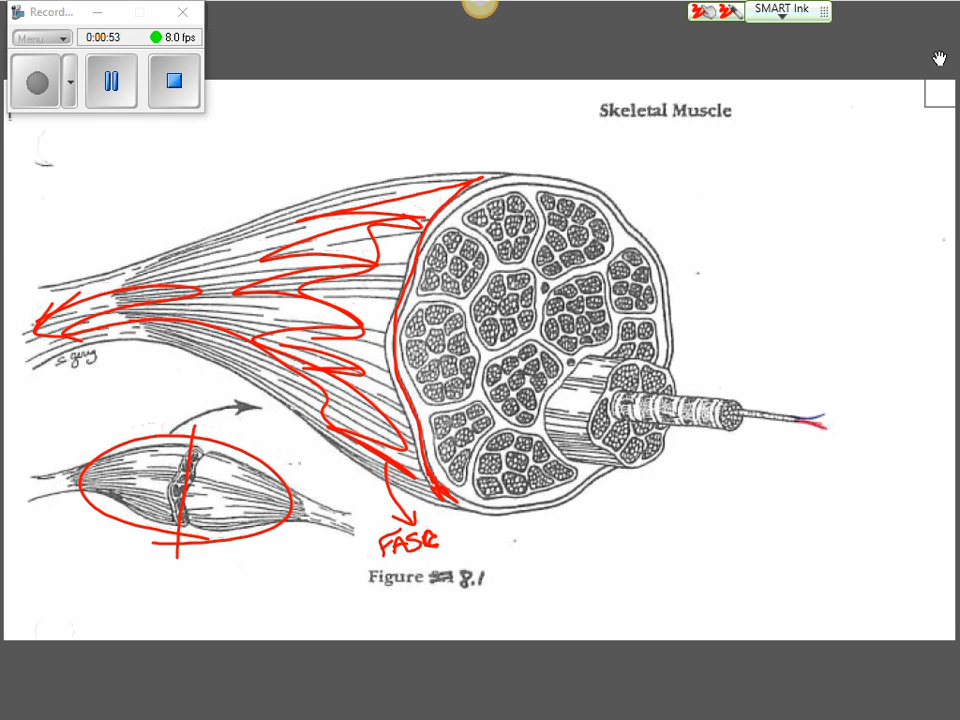 Record...
Menu
0:00:53
8.0 fps
SMART Ink
Skeletal Muscle
FASC
Figure 8.1